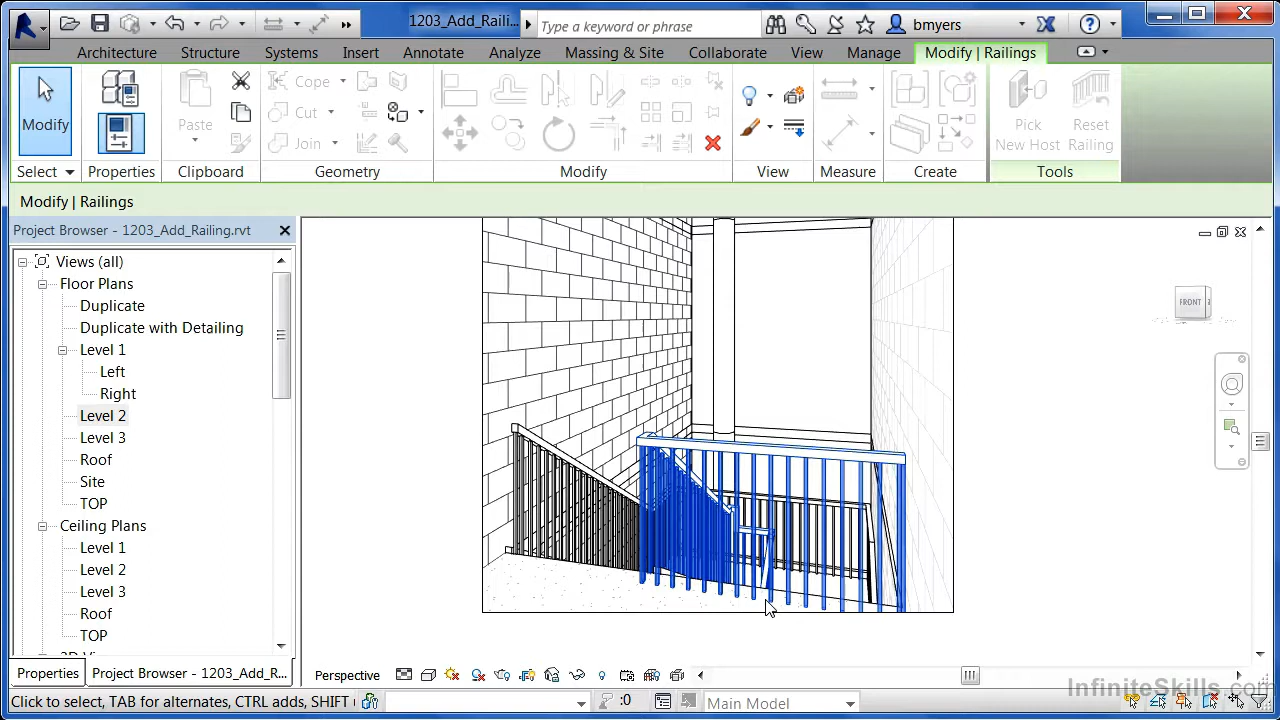 1203_Add_Raili...
Type a keyword or phrase
bmyers
Architecture Structure Systems Insert Annotate Analyze Massing & Site Collaborate View Manage Modify | Railings
Modify
Paste
Cope
Cut
Join
Pick New Host
Reset Railing
Select Properties Clipboard Geometry Modify View Measure Create Tools
Modify | Railings
Project Browser - 1203_Add_Railing.rvt
Views (all)
Floor Plans
Duplicate
Duplicate with Detailing
Level 1
Left
Right
Level 2
Level 3
Roof
Site
TOP
Ceiling Plans
Level 1
Level 2
Level 3
Roof
TOP
FRONT
Properties Project Browser - 1203_Add_R...
Perspective
Click to select, TAB for alternates, CTRL adds, SHIFT
:0
Main Model
InfiniteSkills.com